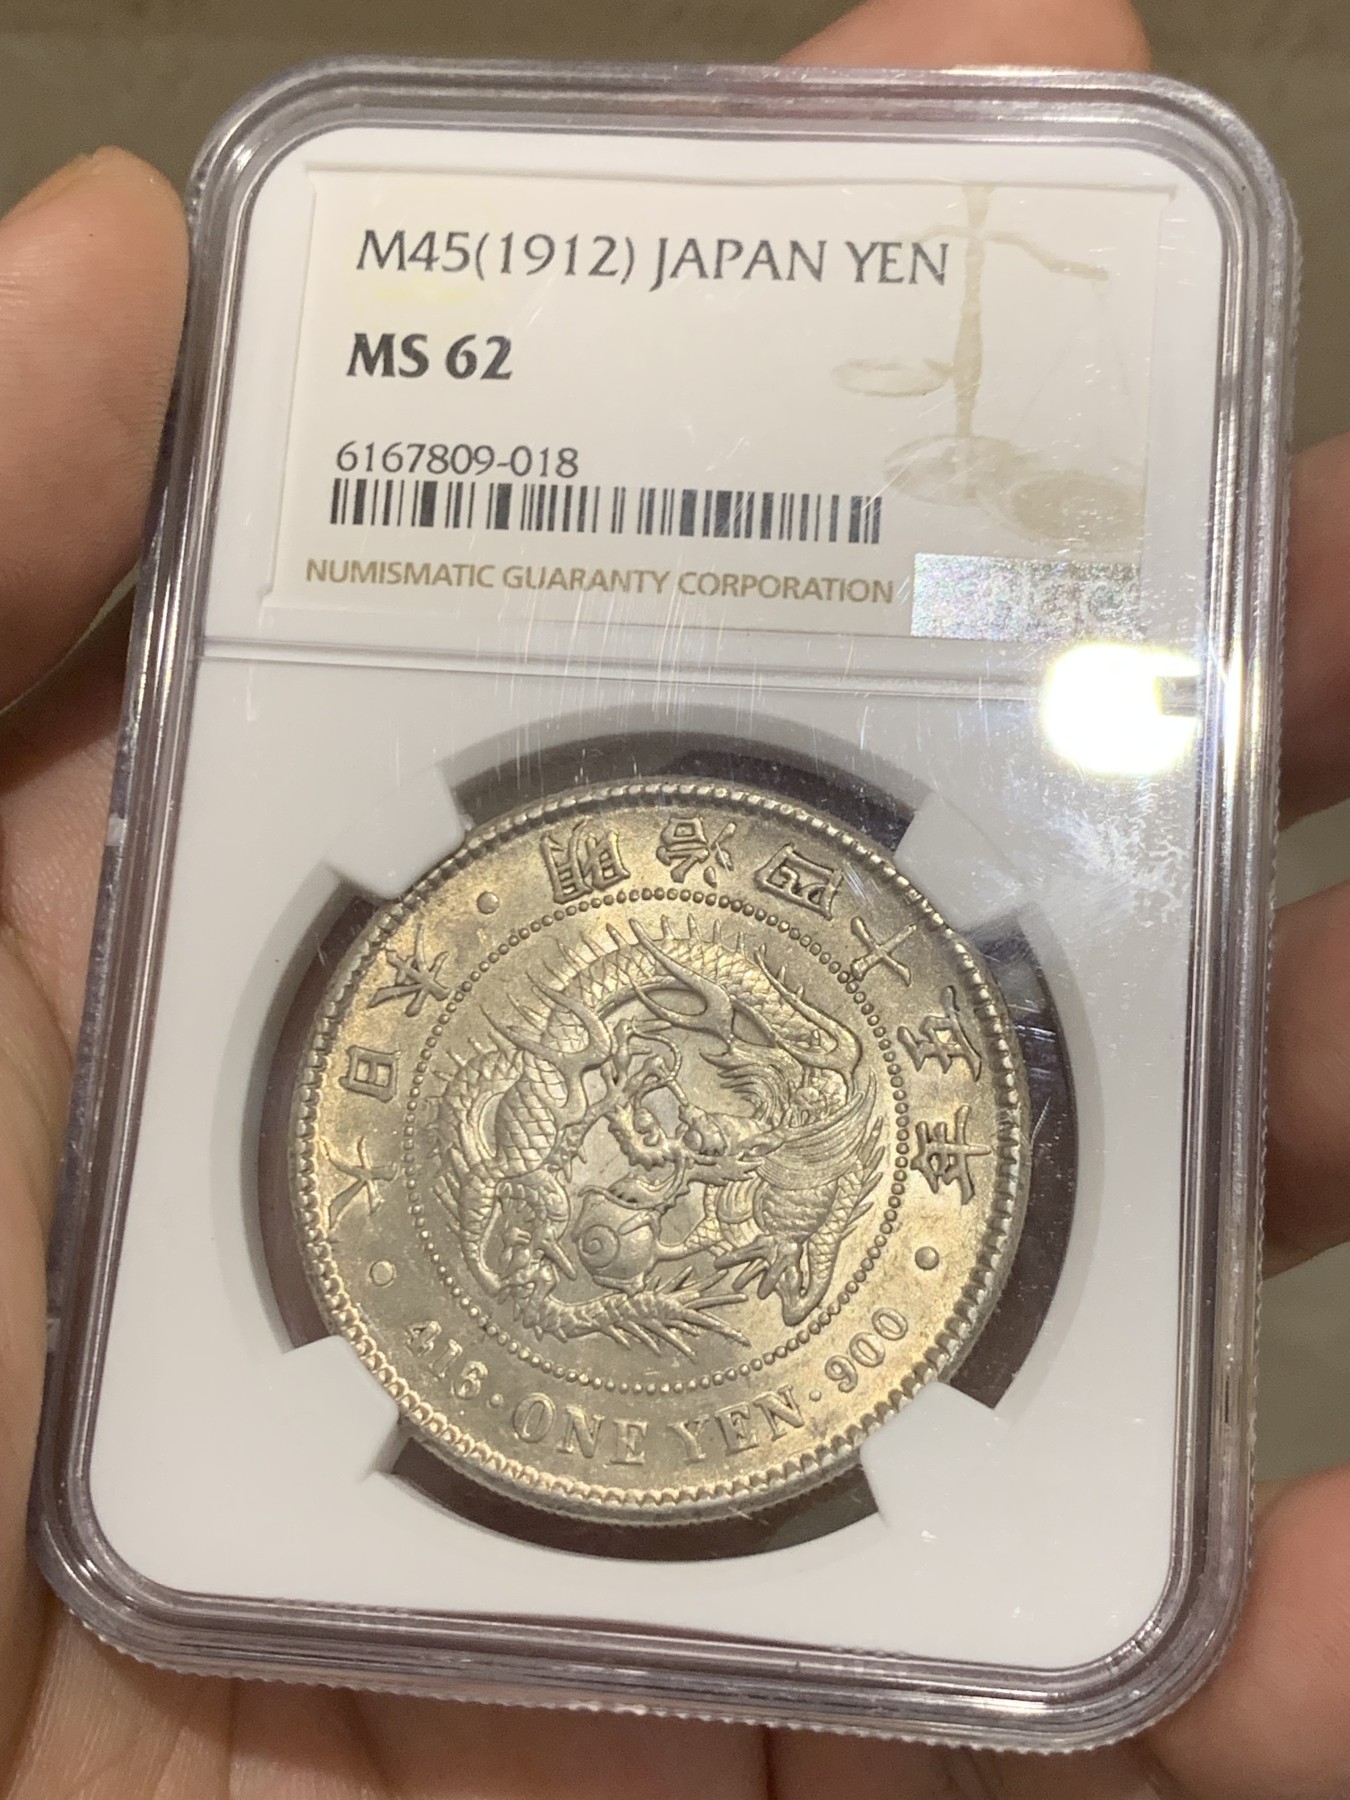 M45(1912) JAPAN YEN
MS 62
6167809-018
NUMISMATIC GUARANTY CORPORATION
大日本・明治四十五年
416・ONE YEN・900